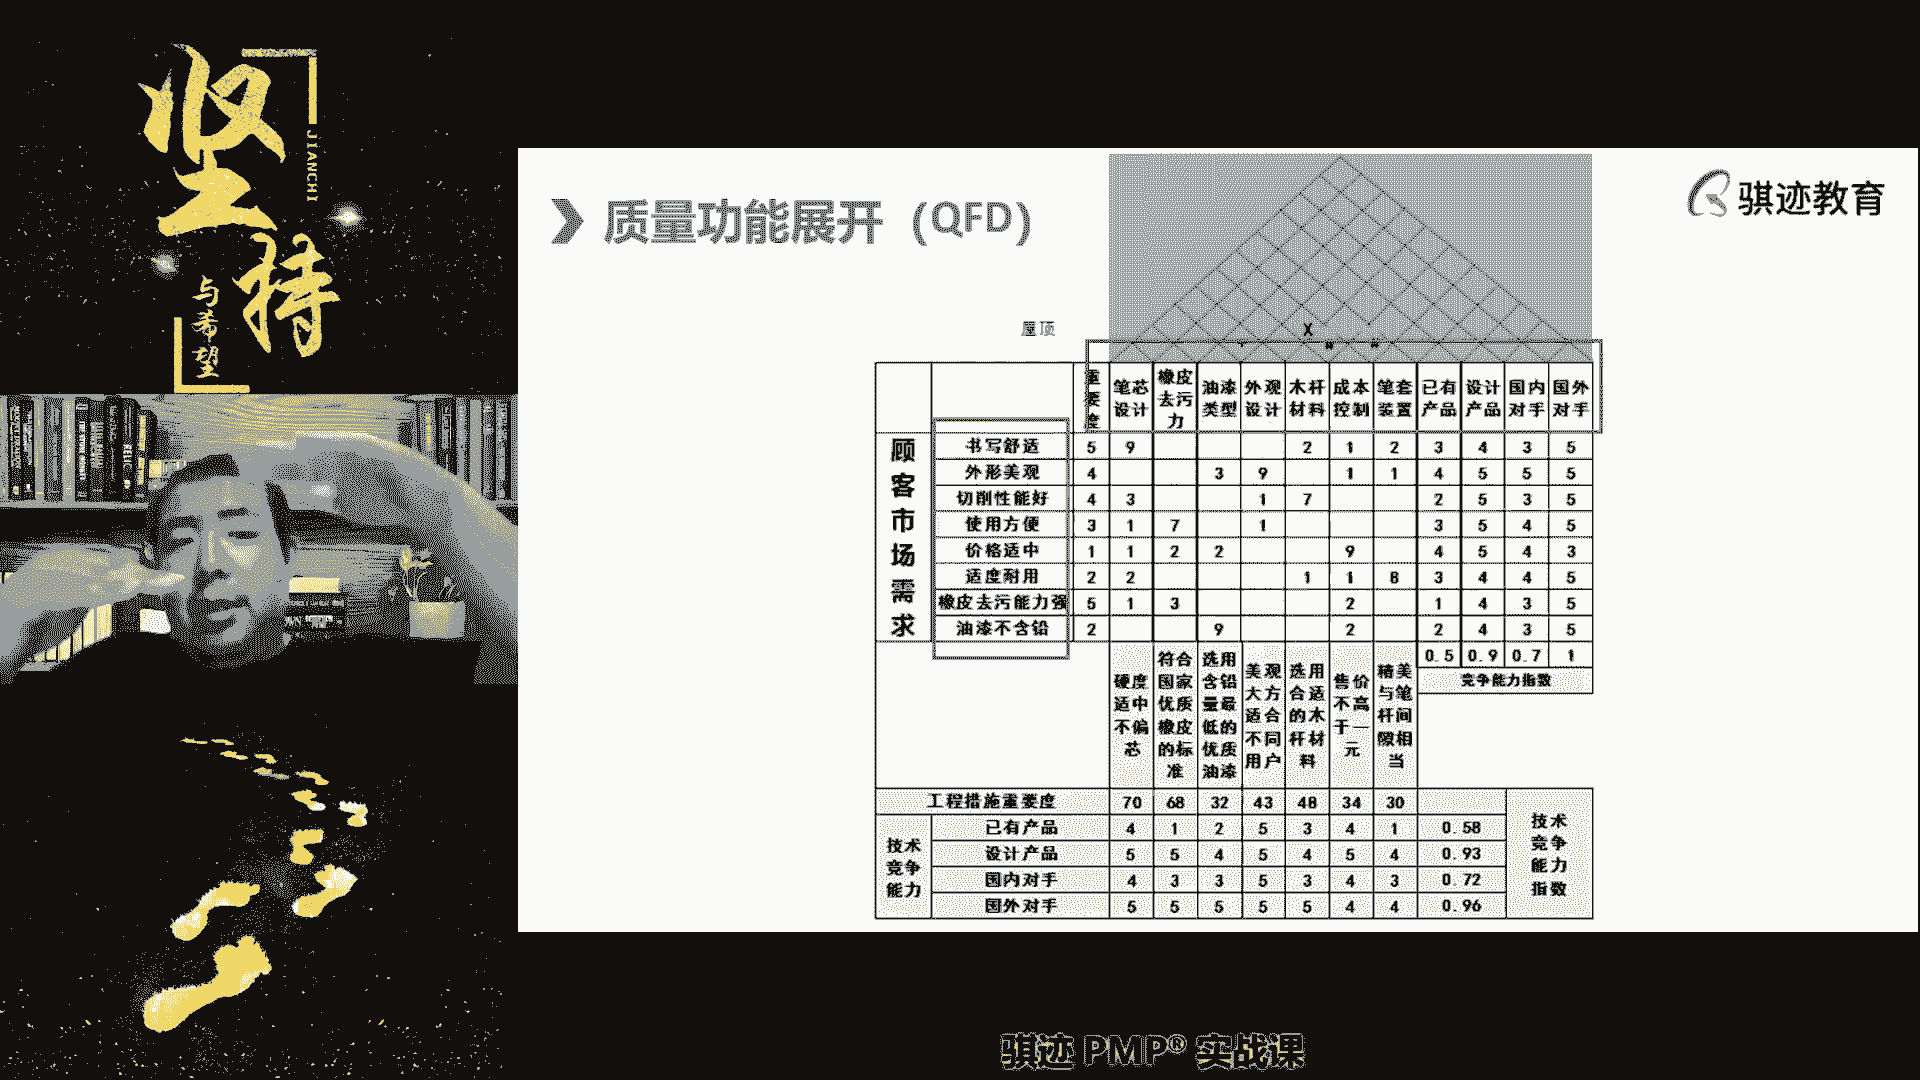 坚持
JIANCHI
与希望
质量功能展开（QFD）
骐迹教育
屋顶
X
重要度 笔芯设计 橡皮去污力 油漆类型 外观设计 木杆材料 成本控制 笔套装置 已有产品 设计产品 国内对手 国外对手
顾客市场需求
书写舒适 5 9 2 1 2 3 4 3 5
外形美观 4 3 9 1 1 4 5 5 5
切削性能好 4 3 1 7 2 5 3 5
使用方便 3 1 7 1 3 5 4 5
价格适中 1 1 2 2 9 4 5 4 3
适度耐用 2 2 1 1 8 3 4 4 5
橡皮去污能力强 5 1 3 2 1 4 3 5
油漆不含铅 2 9 2 2 4 3 5
0.5 0.9 0.7 1
竞争能力指数
硬度适中不偏芯 符合国家优质橡皮的标准 选用含铅量最低的优质油漆 美观大方适合不同用户 选用合适的木杆材料 售价不高于一元 精美与笔杆间隙相当
工程措施重要度 70 68 32 43 48 34 30
技术竞争能力
已有产品 4 1 2 5 3 4 1 0.58
设计产品 5 5 4 5 4 5 4 0.93
国内对手 4 3 3 5 3 4 3 0.72
国外对手 5 5 5 5 5 4 4 0.96
技术竞争能力指数
骐迹 PMP® 实战课